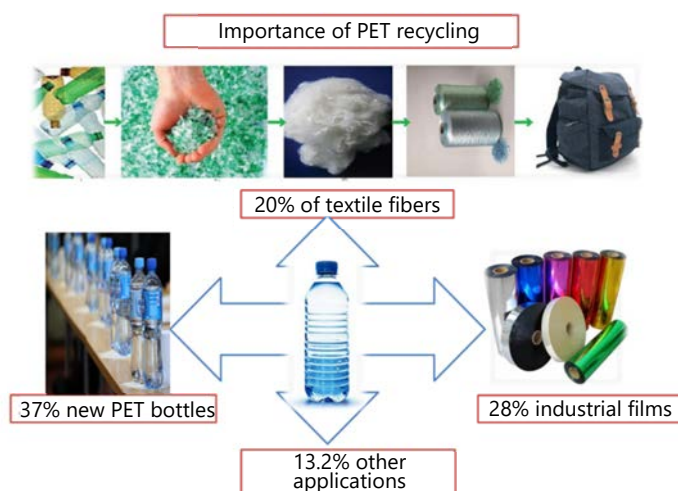 Importance of PET recycling
20% of textile fibers
37% new PET bottles
28% industrial films
13.2% other
applications